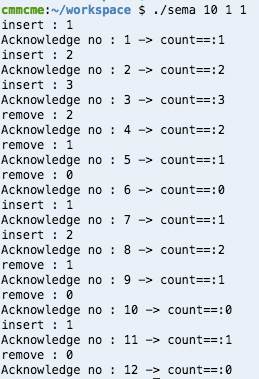 cmmcme:~/workspace $ ./sema 10 1 1
insert : 1
Acknowledge no : 1 -> count==:1
insert : 2
Acknowledge no : 2 -> count==:2
insert : 3
Acknowledge no : 3 -> count==:3
remove : 2
Acknowledge no : 4 -> count==:2
remove : 1
Acknowledge no : 5 -> count==:1
remove : 0
Acknowledge no : 6 -> count==:0
insert : 1
Acknowledge no : 7 -> count==:1
insert : 2
Acknowledge no : 8 -> count==:2
remove : 1
Acknowledge no : 9 -> count==:1
remove : 0
Acknowledge no : 10 -> count==:0
insert : 1
Acknowledge no : 11 -> count==:1
remove : 0
Acknowledge no : 12 -> count==:0